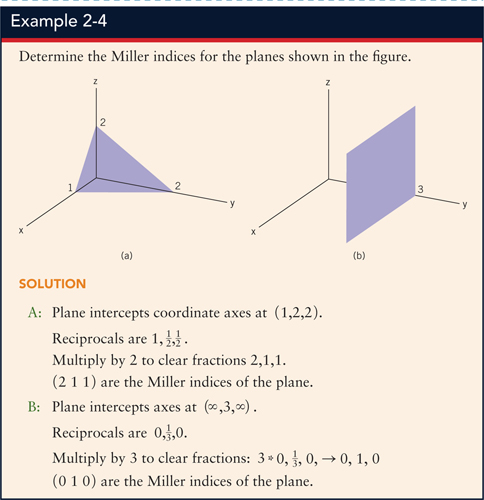 Example 2-4
Determine the Miller indices for the planes shown in the figure.
z
2
1
2
y
x
(a)
z
3
y
x
(b)
SOLUTION
A: Plane intercepts coordinate axes at (1,2,2).
Reciprocals are 1,½,½.
Multiply by 2 to clear fractions 2,1,1.
(2 1 1) are the Miller indices of the plane.
B: Plane intercepts axes at (∞,3,∞).
Reciprocals are 0,⅓,0.
Multiply by 3 to clear fractions: 3 * 0, ⅓, 0, → 0, 1, 0
(0 1 0) are the Miller indices of the plane.